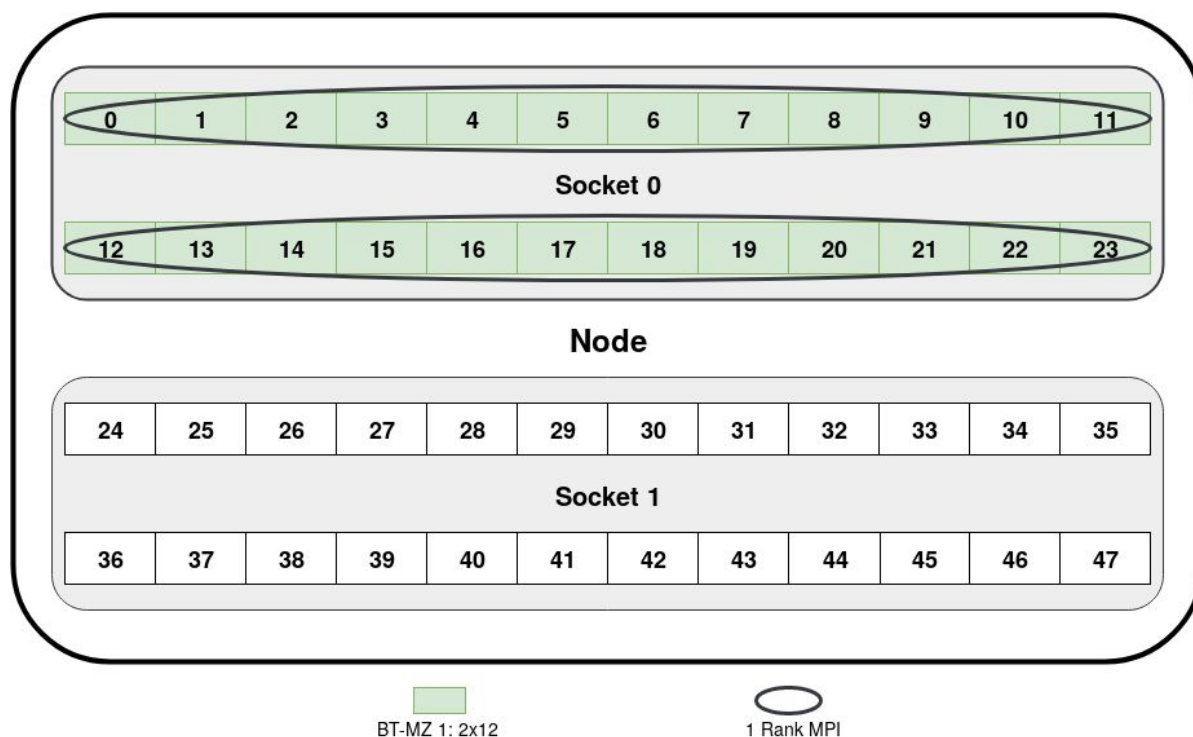 0 1 2 3 4 5 6 7 8 9 10 11
Socket 0
12 13 14 15 16 17 18 19 20 21 22 23
Node
24 25 26 27 28 29 30 31 32 33 34 35
Socket 1
36 37 38 39 40 41 42 43 44 45 46 47
BT-MZ 1: 2x12 1 Rank MPI